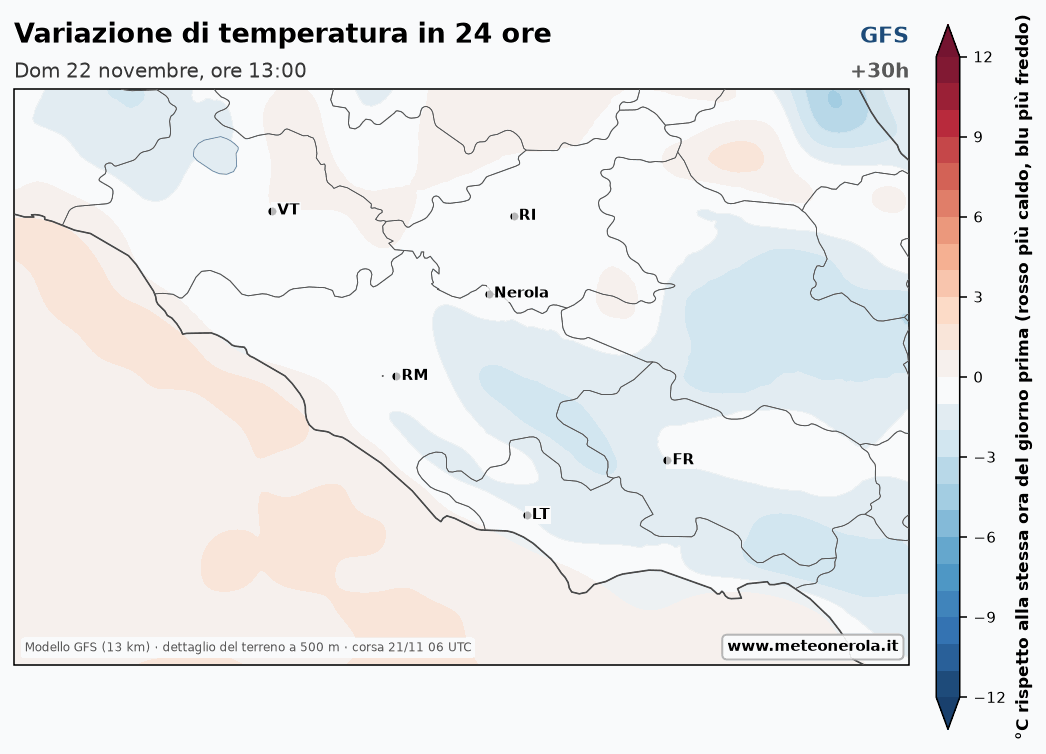 Variazione di temperatura in 24 ore
GFS
Dom 22 novembre, ore 13:00
+30h
VT
RI
Nerola
RM
FR
LT
Modello GFS (13 km) · dettaglio del terreno a 500 m · corsa 21/11 06 UTC
www.meteonerola.it
12
9
6
3
0
−3
−6
−9
−12
°C rispetto alla stessa ora del giorno prima (rosso più caldo, blu più freddo)